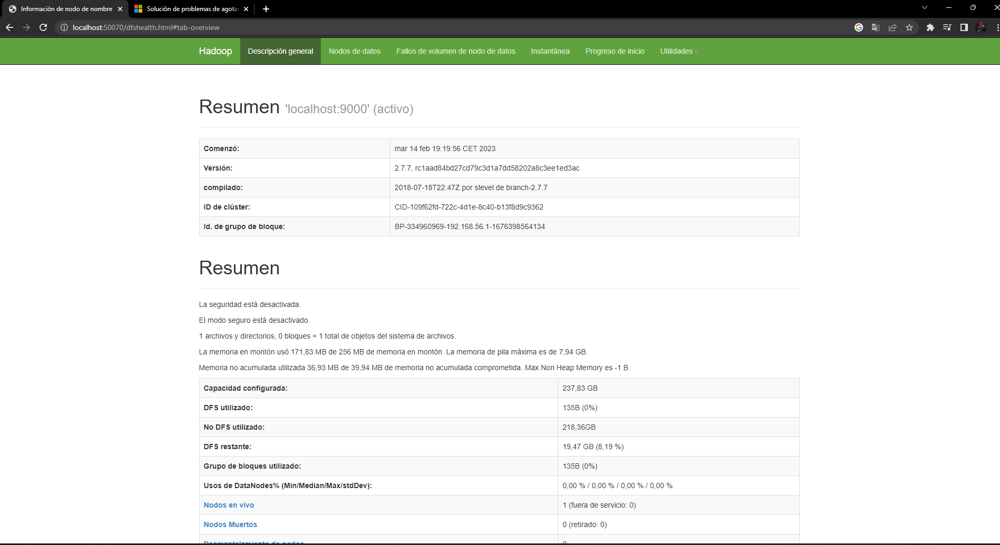 Información de nodo de nombre
Solución de problemas de agotar
localhost:50070/dfshealth.html#tab-overview
Hadoop Descripción general Nodos de datos Fallos de volumen de nodo de datos Instantánea Progreso de inicio Utilidades
Resumen 'localhost:9000' (activo)
Comenzó: mar 14 feb 19:19:56 CET 2023
Versión: 2.7.7, rc1aad84bd27cd79c3d1a7dd58202a8c3ee1ed3ac
compilado: 2018-07-18T22:47Z por stevel de branch-2.7.7
ID de clúster: CID-109f62fd-722c-4d1e-8c40-b13f8d9c9362
Id. de grupo de bloque: BP-334960969-192.168.56.1-1676398564134
Resumen
La seguridad está desactivada.
El modo seguro está desactivado.
1 archivos y directorios, 0 bloques = 1 total de objetos del sistema de archivos.
La memoria en montón usó 171,83 MB de 256 MB de memoria en montón. La memoria de pila máxima es de 7,94 GB.
Memoria no acumulada utilizada 36,93 MB de 39,94 MB de memoria no acumulada comprometida. Max Non Heap Memory es -1 B.
Capacidad configurada: 237,83 GB
DFS utilizado: 135B (0%)
No DFS utilizado: 218,36GB
DFS restante: 19,47 GB (8,19 %)
Grupo de bloques utilizado: 135B (0%)
Usos de DataNodes% (Min/Median/Max/stdDev): 0,00 % / 0,00 % / 0,00 % / 0,00 %
Nodos en vivo 1 (fuera de servicio: 0)
Nodos Muertos 0 (retirado: 0)
Desmantelamiento de nodos 0